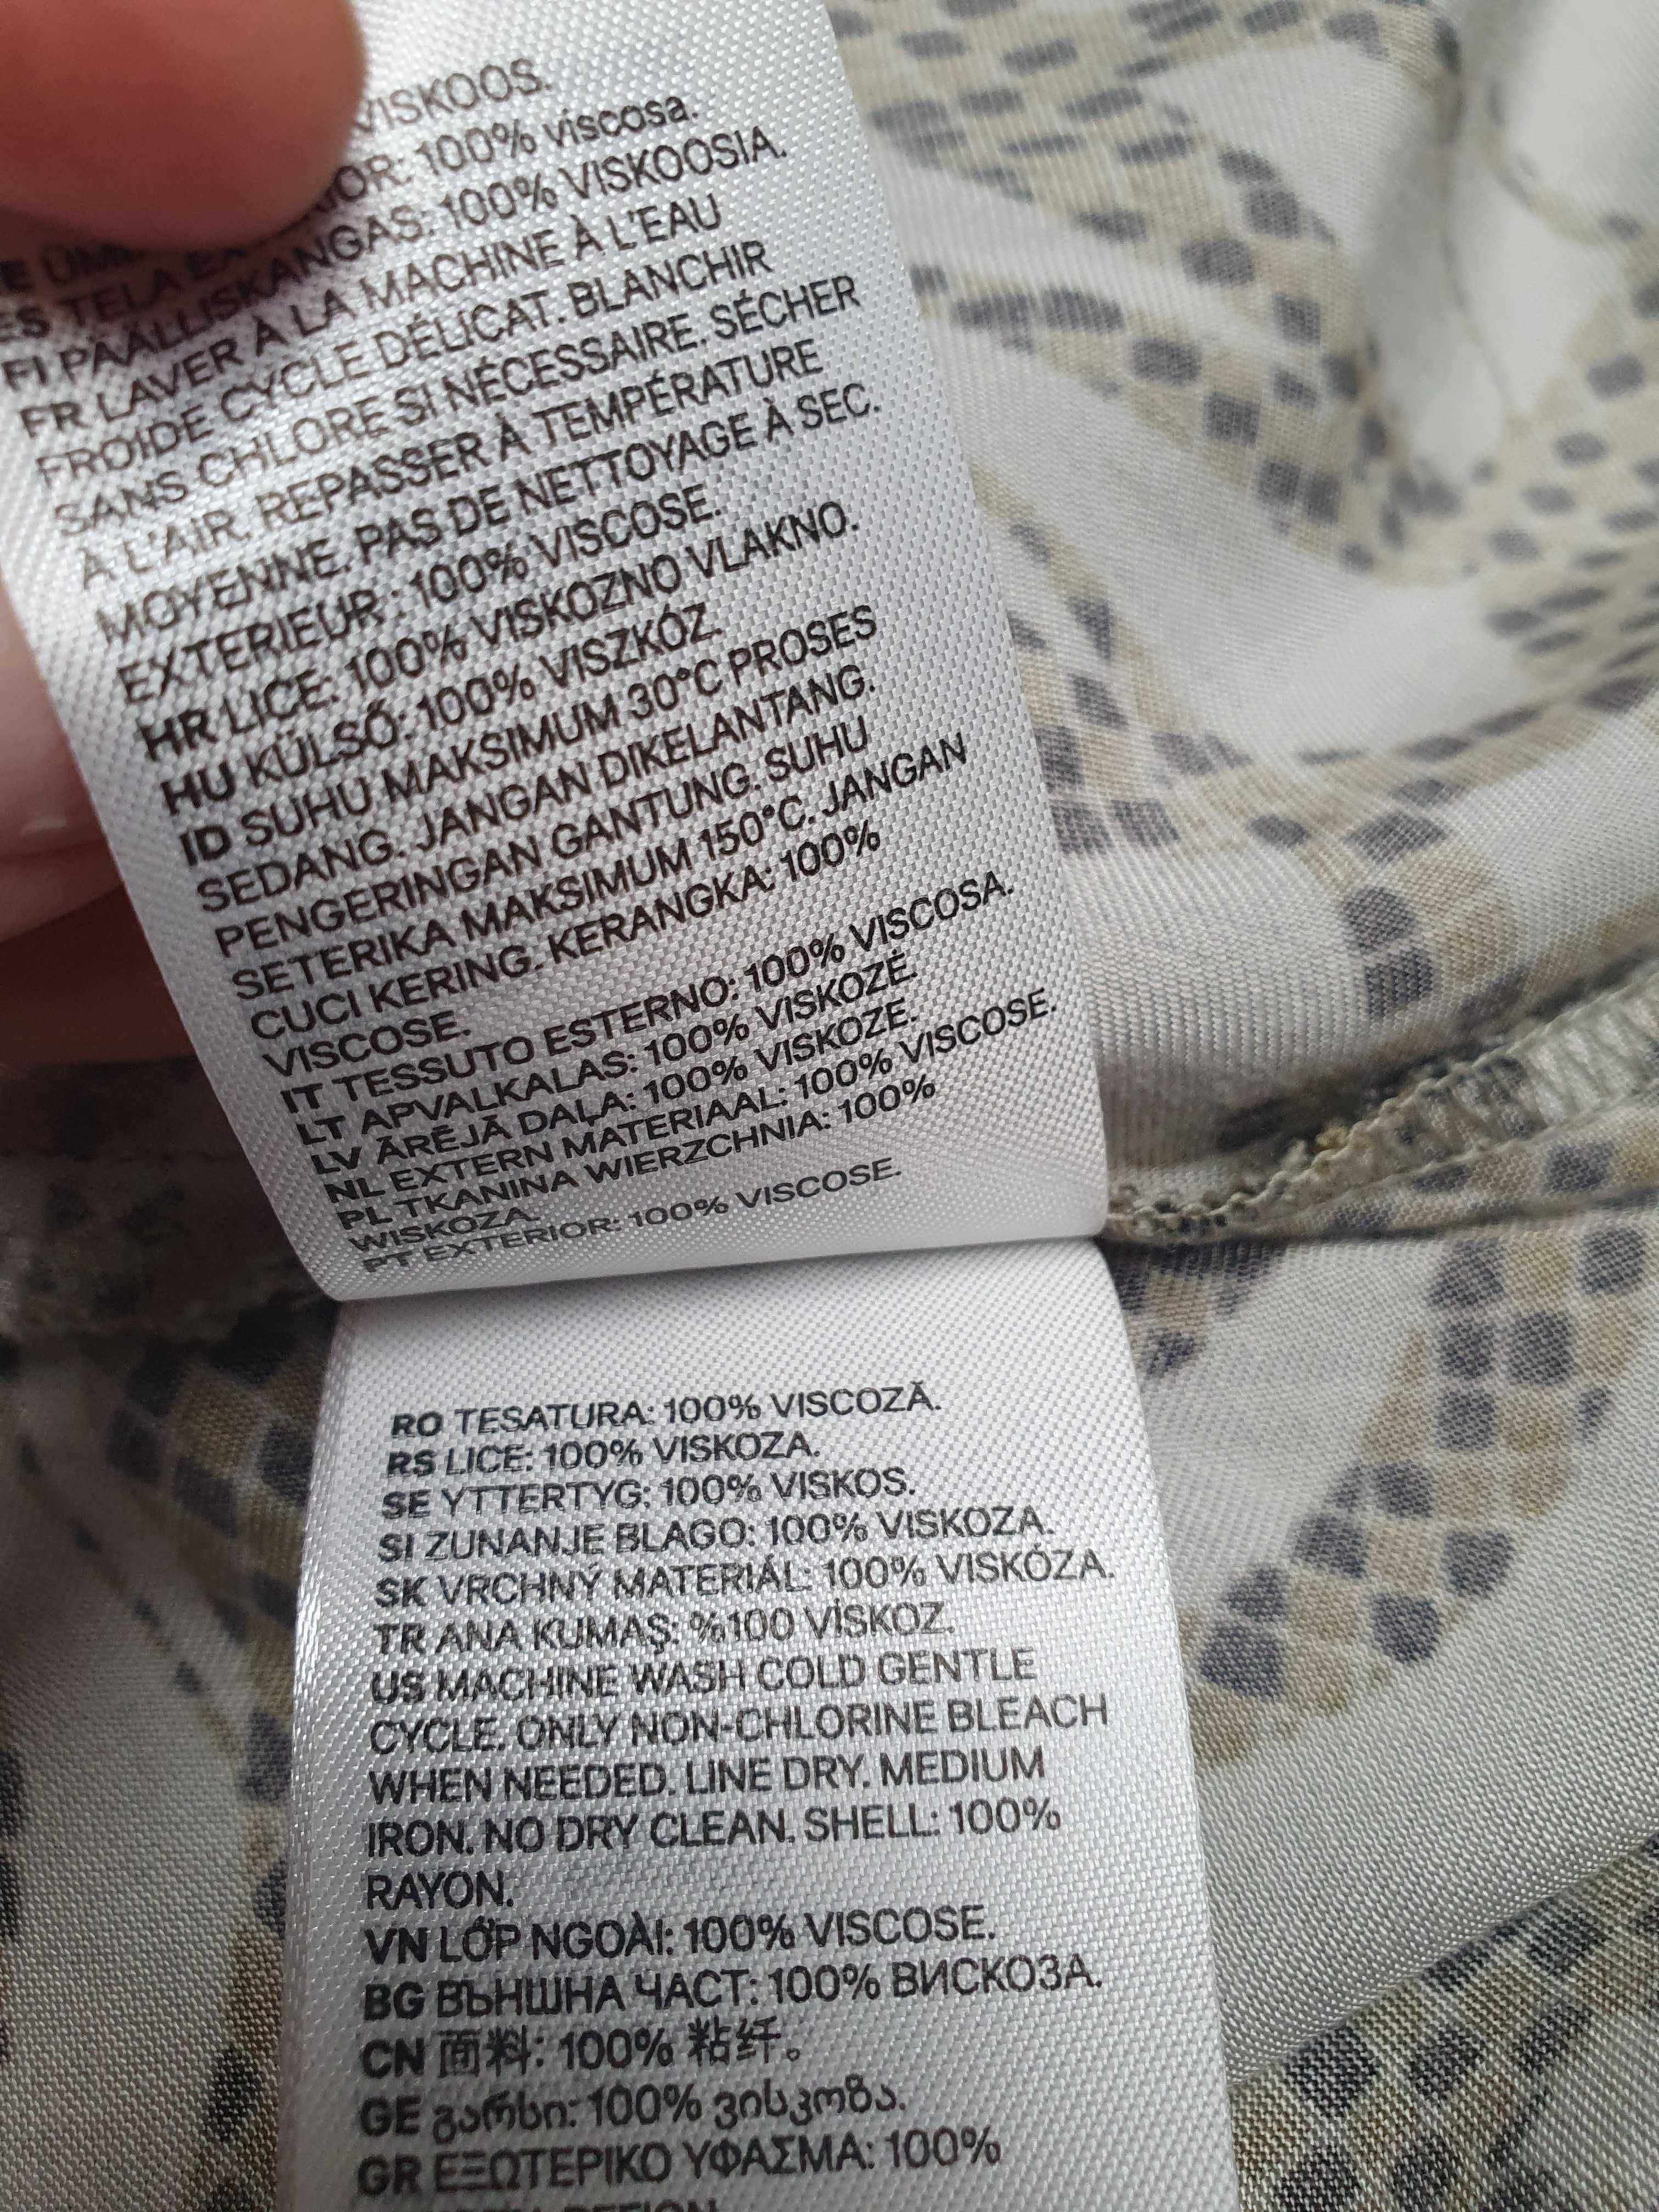 VISKOOS.
ES TELA 100% viscosa.
FI PÄÄLLISKANGAS: 100% VISKOOSIA.
FR LAVER À LA MACHINE À L'EAU
FROIDE CYCLE DÉLICAT. BLANCHIR
SANS CHLORE SI NÉCESSAIRE. SÉCHER
À L'AIR. REPASSER À TEMPÉRATURE
MOYENNE. PAS DE NETTOYAGE À SEC.
EXTERIEUR : 100% VISCOSE.
HR LICE: 100% VISKOZNO VLAKNO.
HU KÜLSŐ: 100% VISZKÓZ.
ID SUHU MAKSIMUM 30°C PROSES
SEDANG. JANGAN DIKELANTANG.
PENGERINGAN GANTUNG. SUHU
SETERIKA MAKSIMUM 150°C. JANGAN
CUCI KERING. KERANGKA: 100%
VISCOSE.
IT TESSUTO ESTERNO: 100% VISCOSA.
LT APVALKALAS: 100% VISKOZĖ.
LV ĀRĒJĀ DAĻA: 100% VISKOZE.
NL EXTERN MATERIAAL: 100% VISCOSE.
PL TKANINA WIERZCHNIA: 100%
WISKOZA.
PT EXTERIOR: 100% VISCOSE.
RO TESATURA: 100% VISCOZĂ.
RS LICE: 100% VISKOZA.
SE YTTERTYG: 100% VISKOS.
SI ZUNANJE BLAGO: 100% VISKOZA.
SK VRCHNÝ MATERIÁL: 100% VISKÓZA.
TR ANA KUMAŞ: %100 VİSKOZ.
US MACHINE WASH COLD GENTLE
CYCLE. ONLY NON-CHLORINE BLEACH
WHEN NEEDED. LINE DRY. MEDIUM
IRON. NO DRY CLEAN. SHELL: 100%
RAYON.
VN LỚP NGOÀI: 100% VISCOSE.
BG ВЪНШНА ЧАСТ: 100% ВИСКОЗА.
CN 面料: 100% 粘纤。
GE გარსი: 100% ვისკოზა.
GR ΕΞΩΤΕΡΙΚΟ ΥΦΑΣΜΑ: 100%